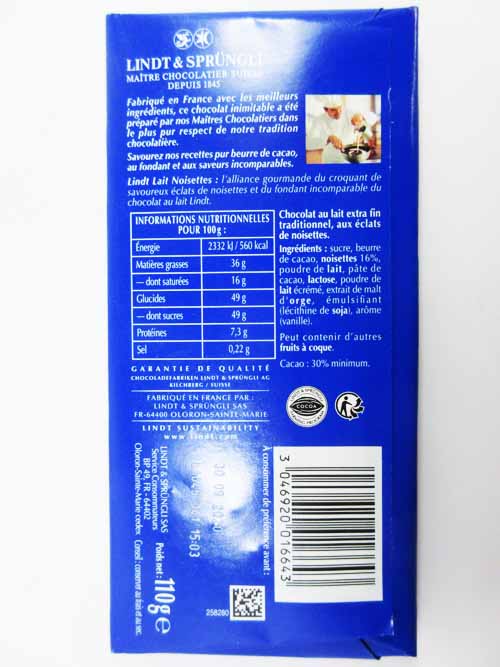 LINDT & SPRÜNGLI
MAÎTRE CHOCOLATIER SUISSE
DEPUIS 1845
Fabriqué en France avec les meilleurs
ingrédients, ce chocolat inimitable a été
préparé par nos Maîtres Chocolatiers dans
le plus pur respect de notre tradition
chocolatière.
Savourez nos recettes pur beurre de cacao,
au fondant et aux saveurs incomparables.
Lindt Lait Noisettes : l'alliance gourmande du croquant de
savoureux éclats de noisettes et du fondant incomparable du
chocolat au lait Lindt.
INFORMATIONS NUTRITIONNELLES
POUR 100g :
Énergie 2332 kJ / 560 kcal
Matières grasses 36 g
— dont saturées 16 g
Glucides 49 g
— dont sucres 49 g
Protéines 7,3 g
Sel 0,22 g
Chocolat au lait extra fin
traditionnel, aux éclats
de noisettes.
Ingrédients : sucre, beurre
de cacao, noisettes 16%,
poudre de lait, pâte de
cacao, lactose, poudre de
lait écrémé, extrait de malt
d'orge, émulsifiant
(lécithine de soja), arôme
(vanille).
Peut contenir d'autres
fruits à coque.
Cacao : 30% minimum.
GARANTIE DE QUALITÉ
CHOCOLADEFABRIKEN LINDT & SPRÜNGLI AG
KILCHBERG / SUISSE
FABRIQUÉ EN FRANCE PAR :
LINDT & SPRÜNGLI SAS
FR-64400 OLORON-SAINTE-MARIE
LINDT SUSTAINABILITY
www.lindt.com
COCOA
À consommer de préférence avant :
30 09
15:03
LINDT & SPRÜNGLI SAS
Service Consommateurs
BP 49, FR - 64402
Oloron-Sainte-Marie cedex
Poids net : 110g e
Conseil : conserver au frais et au sec.
258280
3 046920 016643